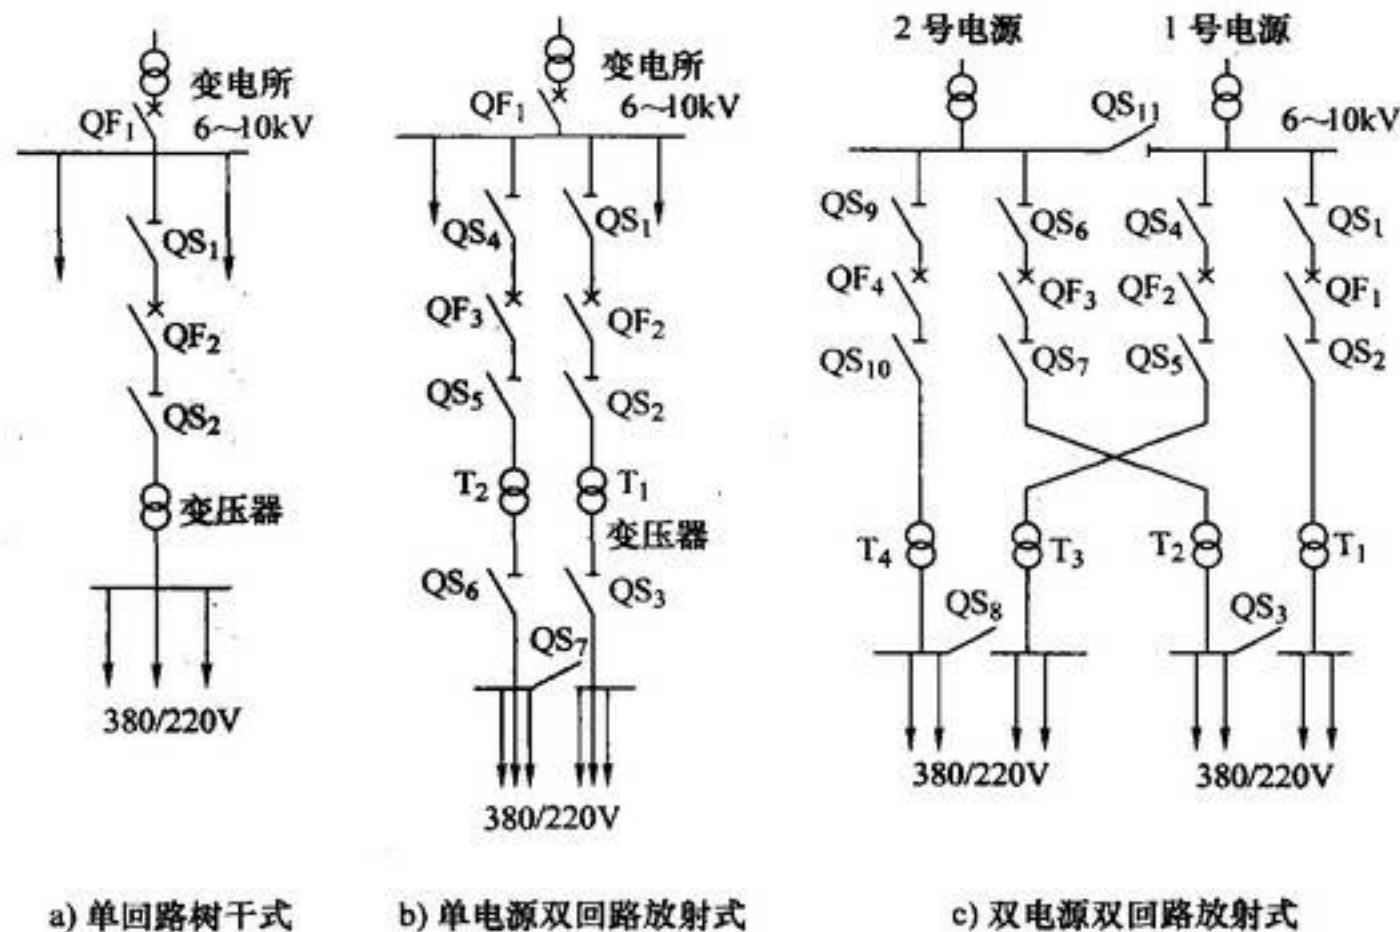 变电所
QF₁
6~10kV
QS₁
QF₂
QS₂
变压器
380/220V
a) 单回路树干式
变电所
QF₁
6~10kV
QS₄
QS₁
QF₃
QF₂
QS₅
QS₂
T₂
T₁
变压器
QS₆
QS₃
QS₇
380/220V
b) 单电源双回路放射式
2号电源
1号电源
QS₁₁
6~10kV
QS₉
QS₆
QS₄
QS₁
QF₄
QF₃
QF₂
QF₁
QS₁₀
QS₇
QS₅
QS₂
T₄
T₃
T₂
T₁
QS₈
QS₃
380/220V
380/220V
c) 双电源双回路放射式